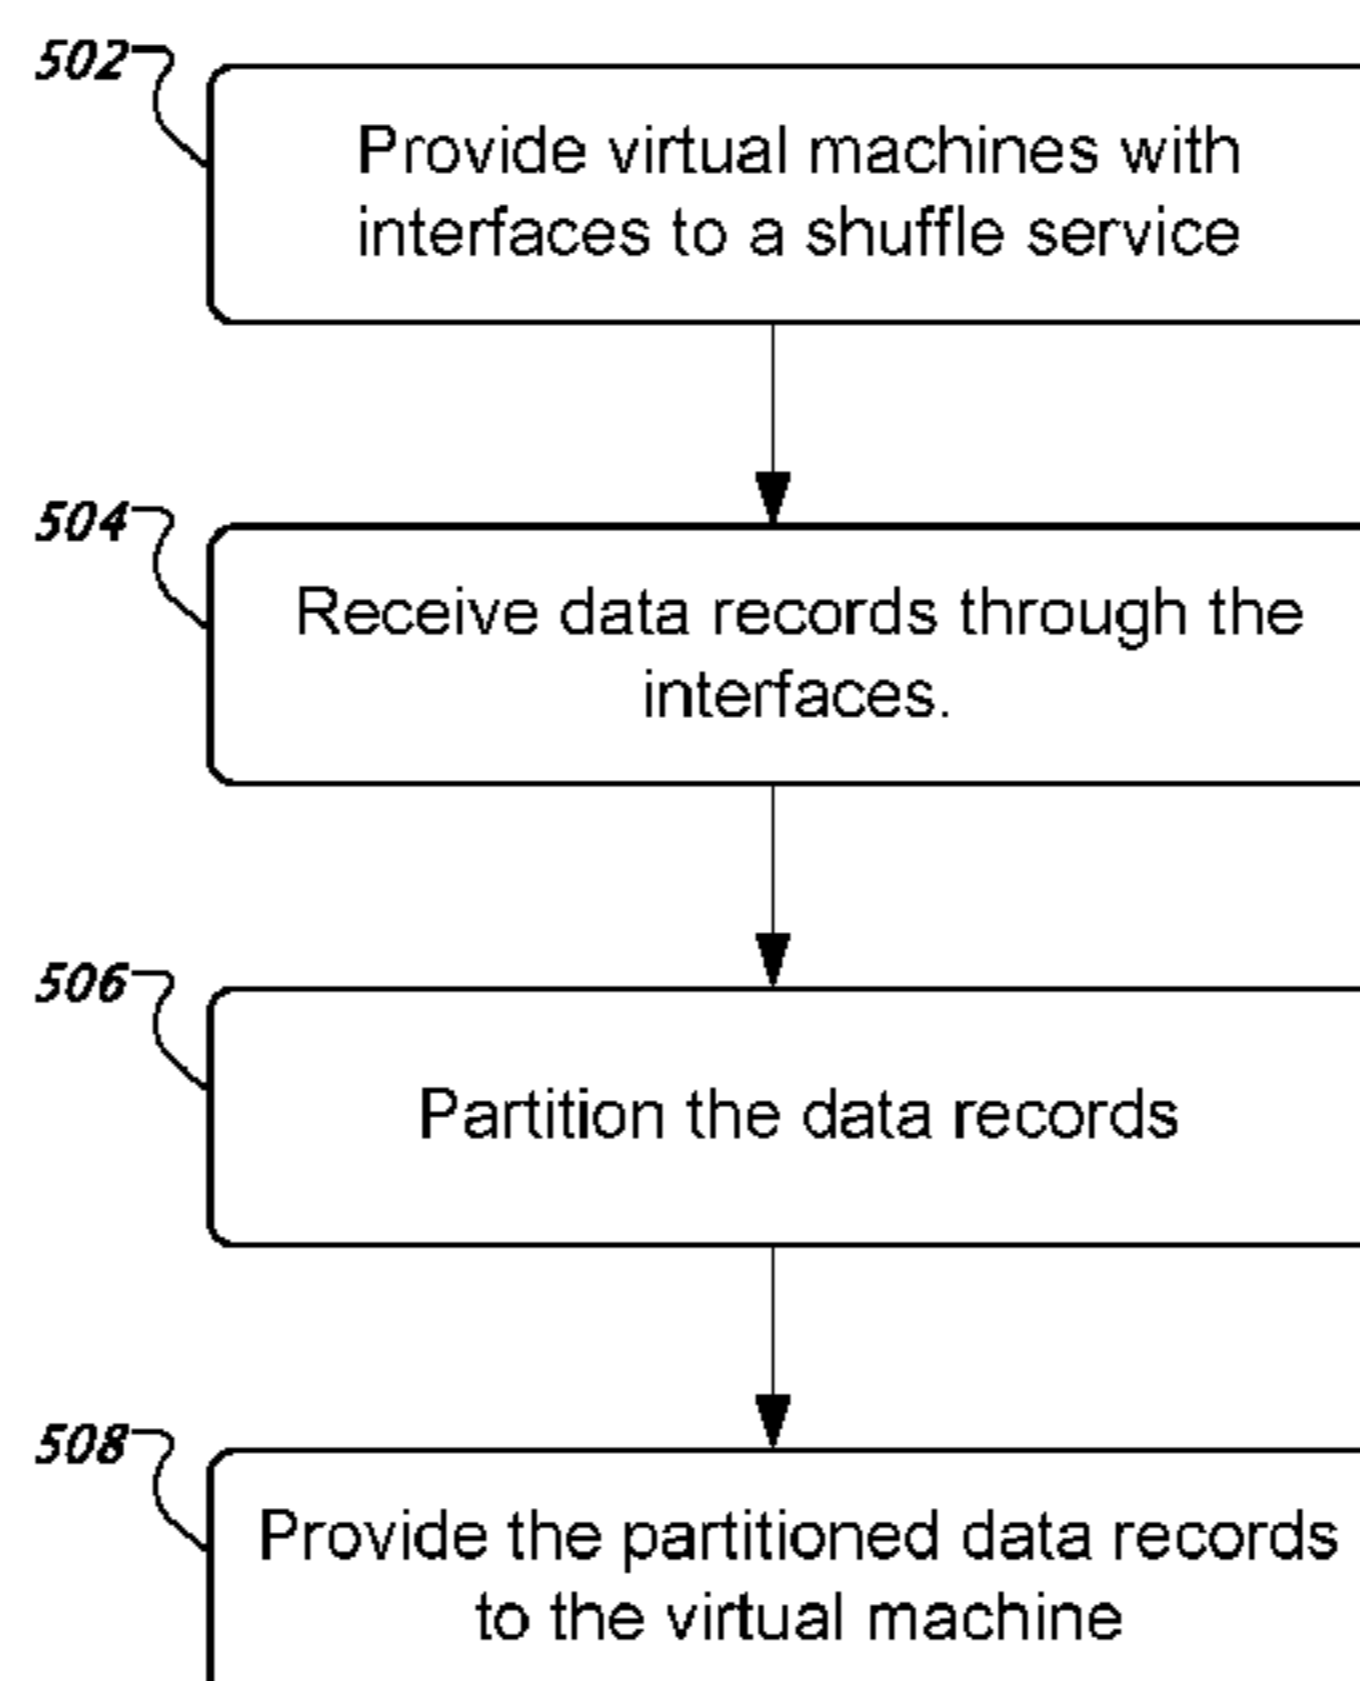 502
Provide virtual machines with
interfaces to a shuffle service
504
Receive data records through the
interfaces.
506
Partition the data records
508
Provide the partitioned data records
to the virtual machine